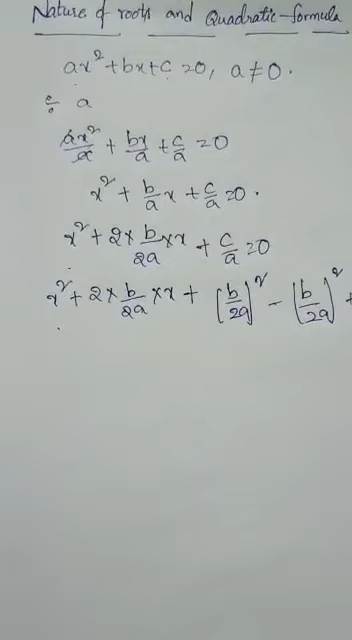 Nature of roots and Quadratic-formula
ax² + bx + c = 0, a ≠ 0.
÷ a
ax²/a + bx/a + c/a = 0
x² + b/a x + c/a = 0.
x² + 2 × b/2a × x + c/a = 0
x² + 2 × b/2a × x + [b/2a]² - [b/2a]² +